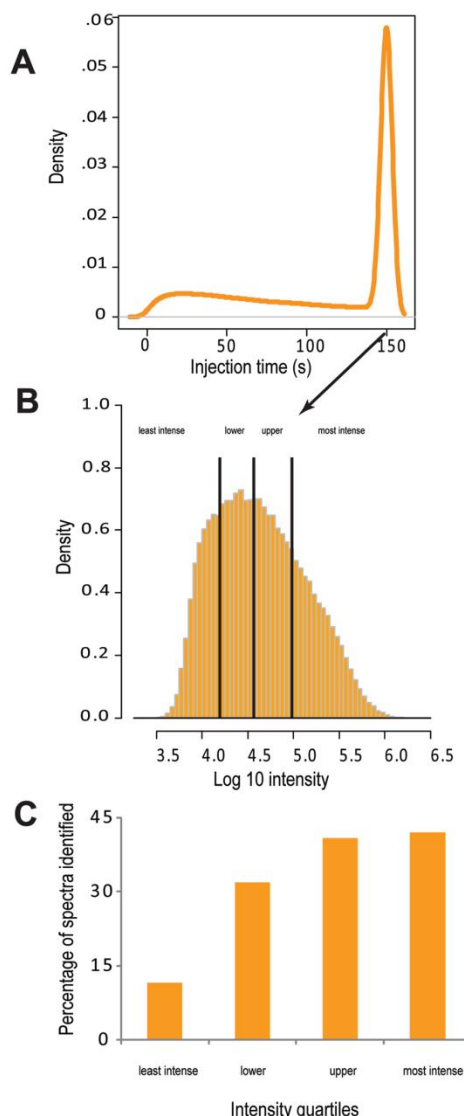 A
.06
.05
.04
.03
.02
.01
0
Density
0 50 100 150
Injection time (s)
B
1.0
0.8
0.6
0.4
0.2
0.0
Density
least intense lower upper most intense
3.5 4.0 4.5 5.0 5.5 6.0 6.5
Log 10 intensity
C
45
30
15
0
Percentage of spectra identified
least intense lower upper most intense
Intensity quartiles